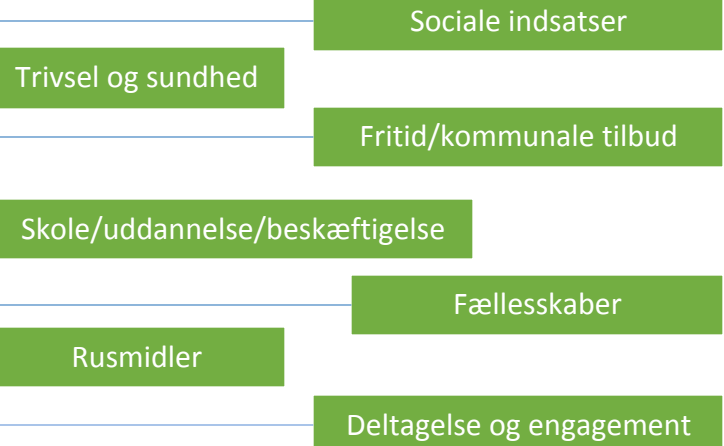 Sociale indsatser
Trivsel og sundhed
Fritid/kommunale tilbud
Skole/uddannelse/beskæftigelse
Fællesskaber
Rusmidler
Deltagelse og engagement